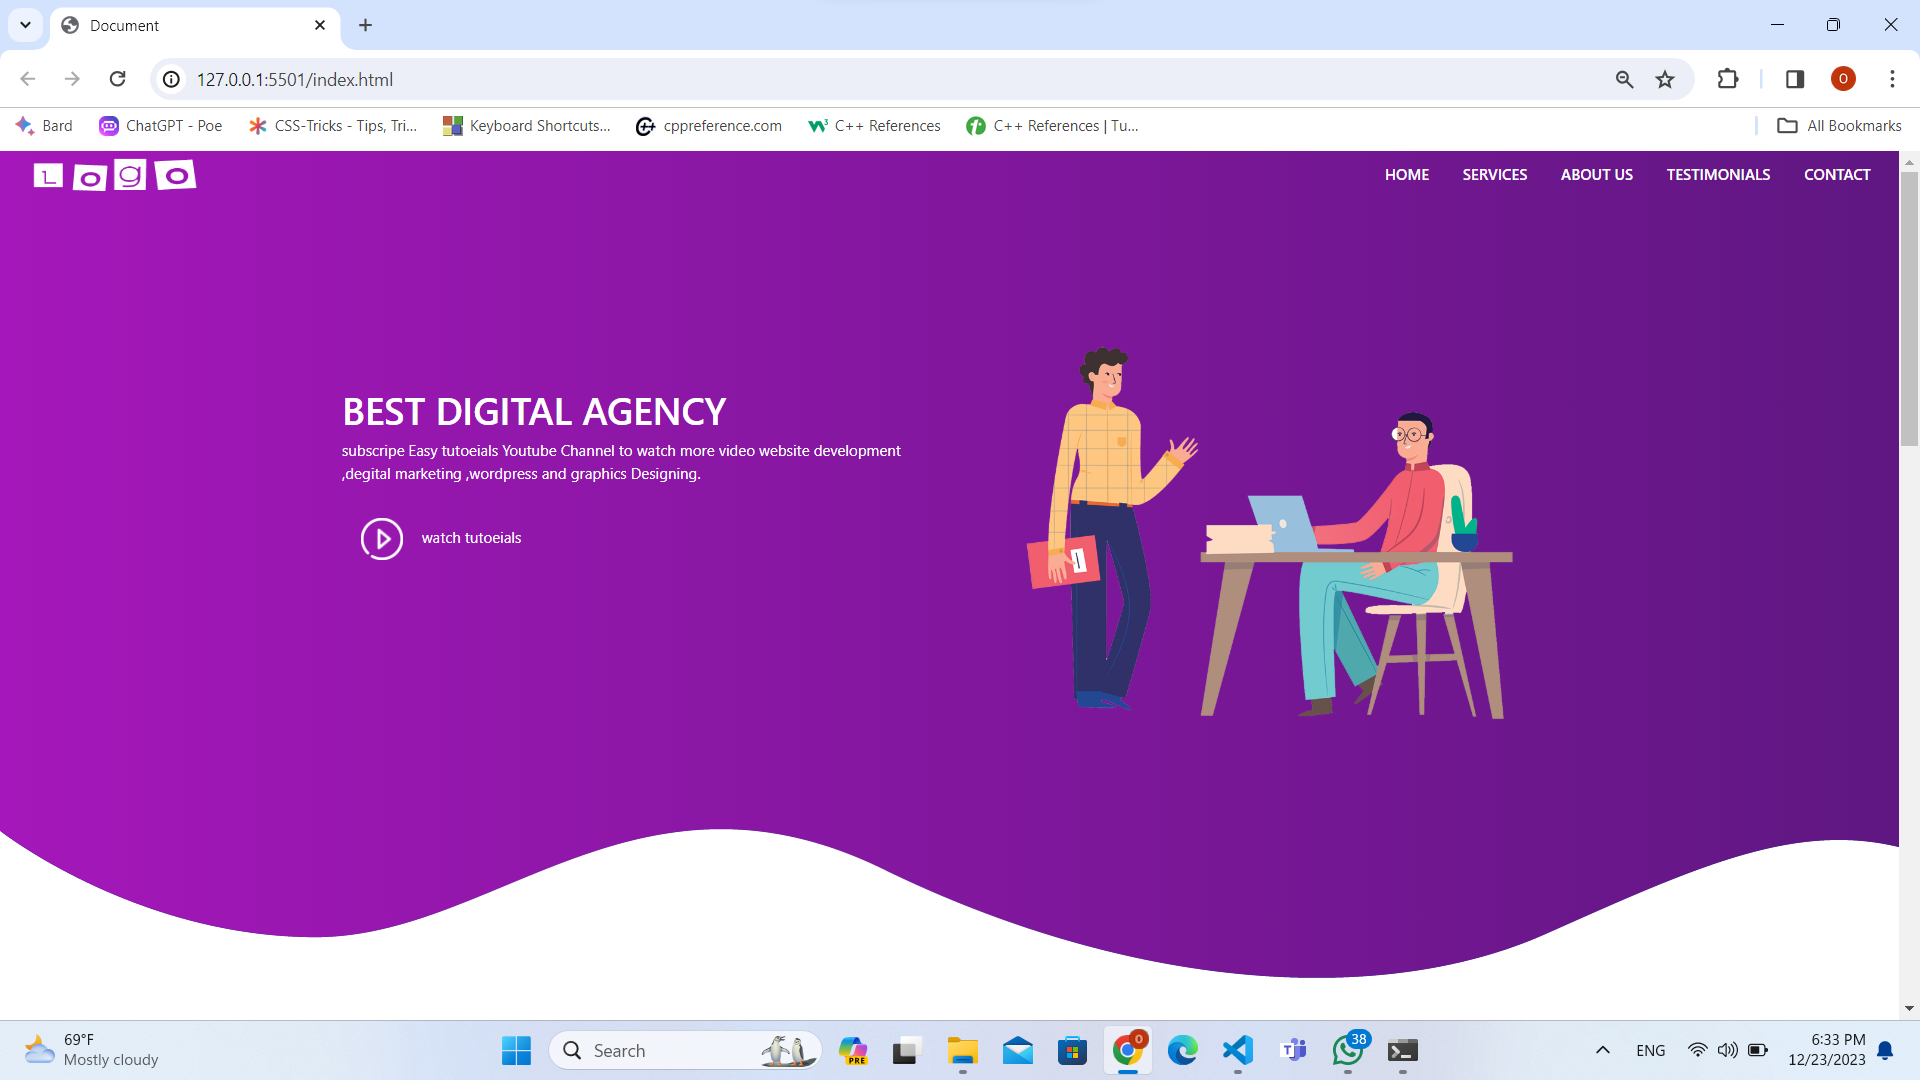 Document
127.0.0.1:5501/index.html
O
Bard
ChatGPT - Poe
CSS-Tricks - Tips, Tri...
Keyboard Shortcuts...
cppreference.com
C++ References
C++ References | Tu...
All Bookmarks
Logo
HOME
SERVICES
ABOUT US
TESTIMONIALS
CONTACT
BEST DIGITAL AGENCY
subscripe Easy tutoeials Youtube Channel to watch more video website development
,degital marketing ,wordpress and graphics Designing.
watch tutoeials
69°F
Mostly cloudy
Search
PRE
O
38
ENG
6:33 PM
12/23/2023